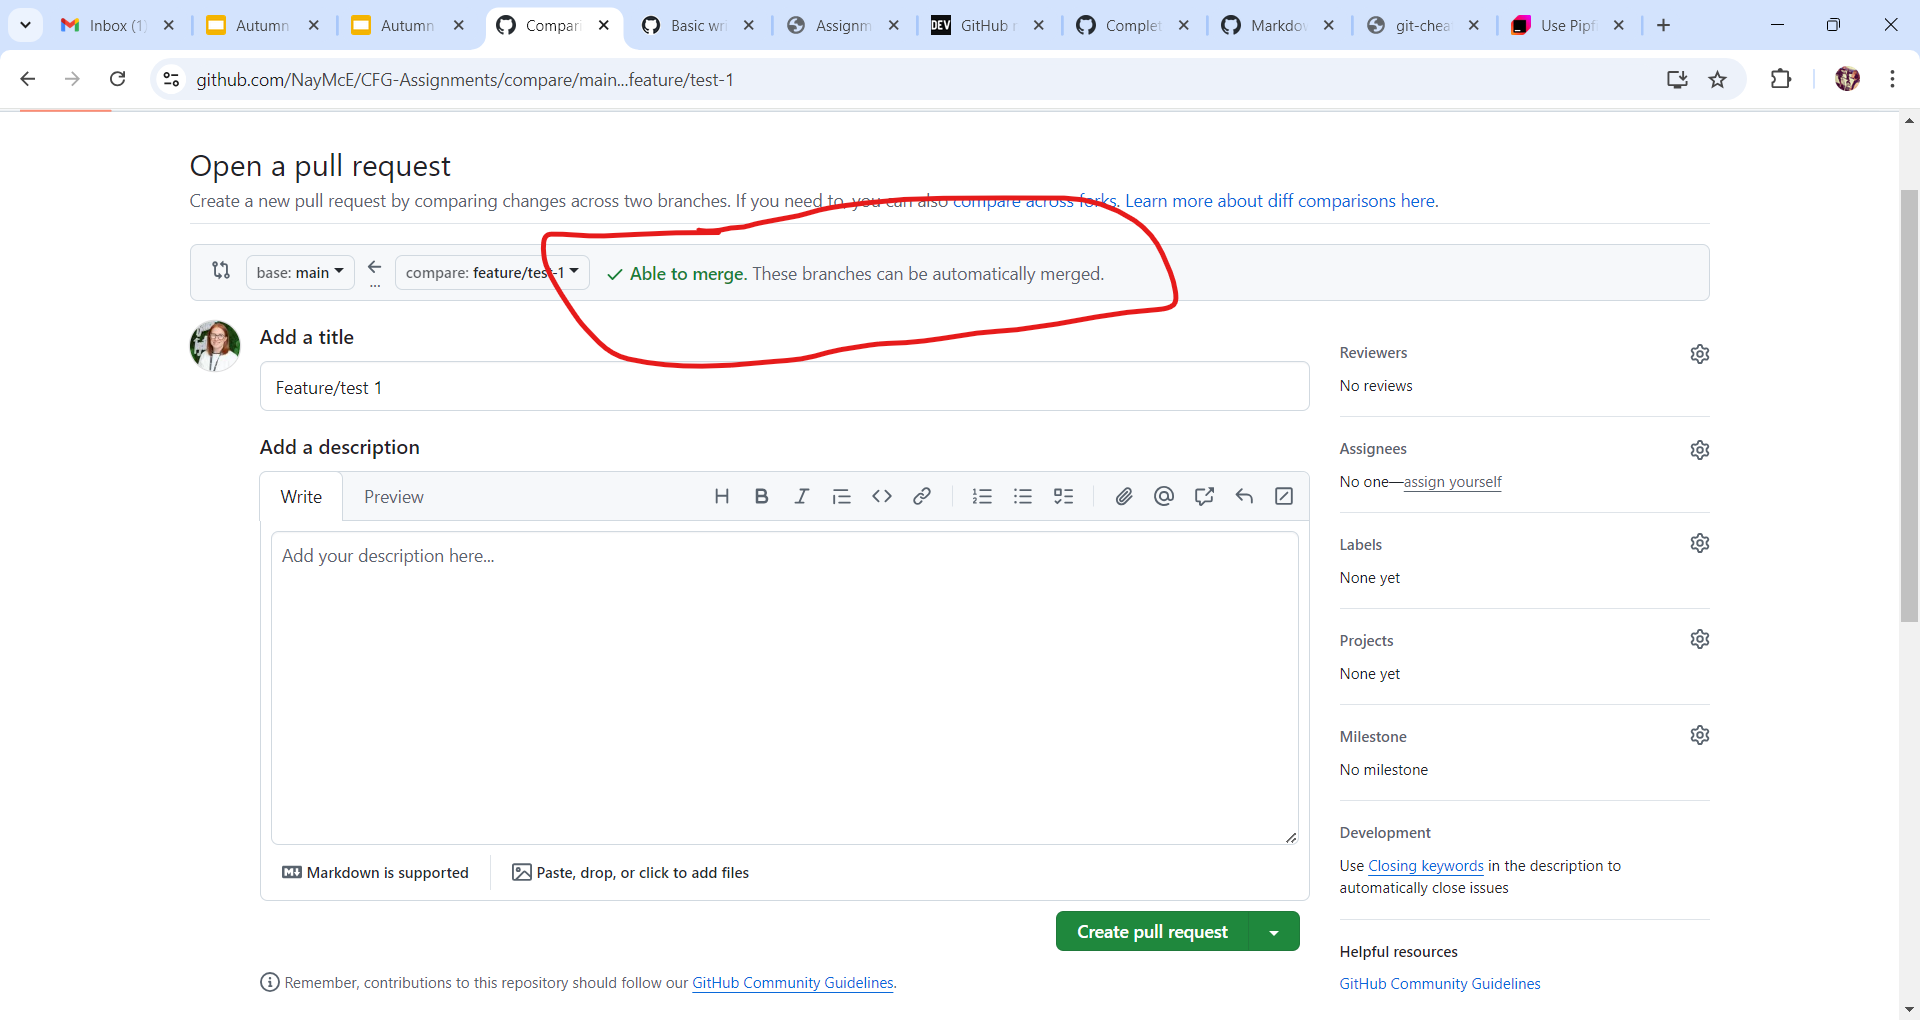 Inbox (1)
Autumn
Autumn
Compari
Basic wri
Assignm
DEV
GitHub r
Complet
Markdov
git-chea
Use Pipf
github.com/NayMcE/CFG-Assignments/compare/main...feature/test-1
Open a pull request
Create a new pull request by comparing changes across two branches. If you need to, you can also compare across forks. Learn more about diff comparisons here.
base: main
...
compare: feature/test-1
Able to merge. These branches can be automatically merged.
Add a title
Feature/test 1
Add a description
Write
Preview
Add your description here...
Markdown is supported
Paste, drop, or click to add files
Create pull request
Remember, contributions to this repository should follow our GitHub Community Guidelines.
Reviewers
No reviews
Assignees
No one—assign yourself
Labels
None yet
Projects
None yet
Milestone
No milestone
Development
Use Closing keywords in the description to
automatically close issues
Helpful resources
GitHub Community Guidelines